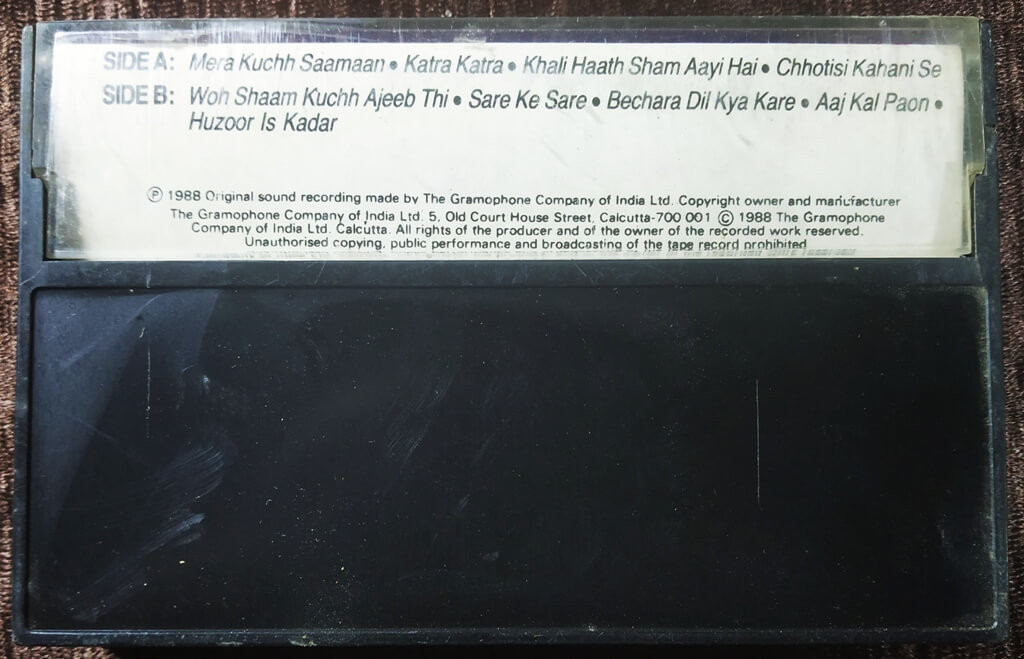 SIDE A: Mera Kuchh Saamaan • Katra Katra • Khali Haath Sham Aayi Hai • Chhotisi Kahani Se
SIDE B: Woh Shaam Kuchh Ajeeb Thi • Sare Ke Sare • Bechara Dil Kya Kare • Aaj Kal Paon •
Huzoor Is Kadar
Ⓟ 1988 Original sound recording made by The Gramophone Company of India Ltd. Copyright owner and manufacturer
The Gramophone Company of India Ltd. 5, Old Court House Street, Calcutta-700 001 © 1988 The Gramophone
Company of India Ltd. Calcutta. All rights of the producer and of the owner of the recorded work reserved.
Unauthorised copying, public performance and broadcasting of the tape record prohibited